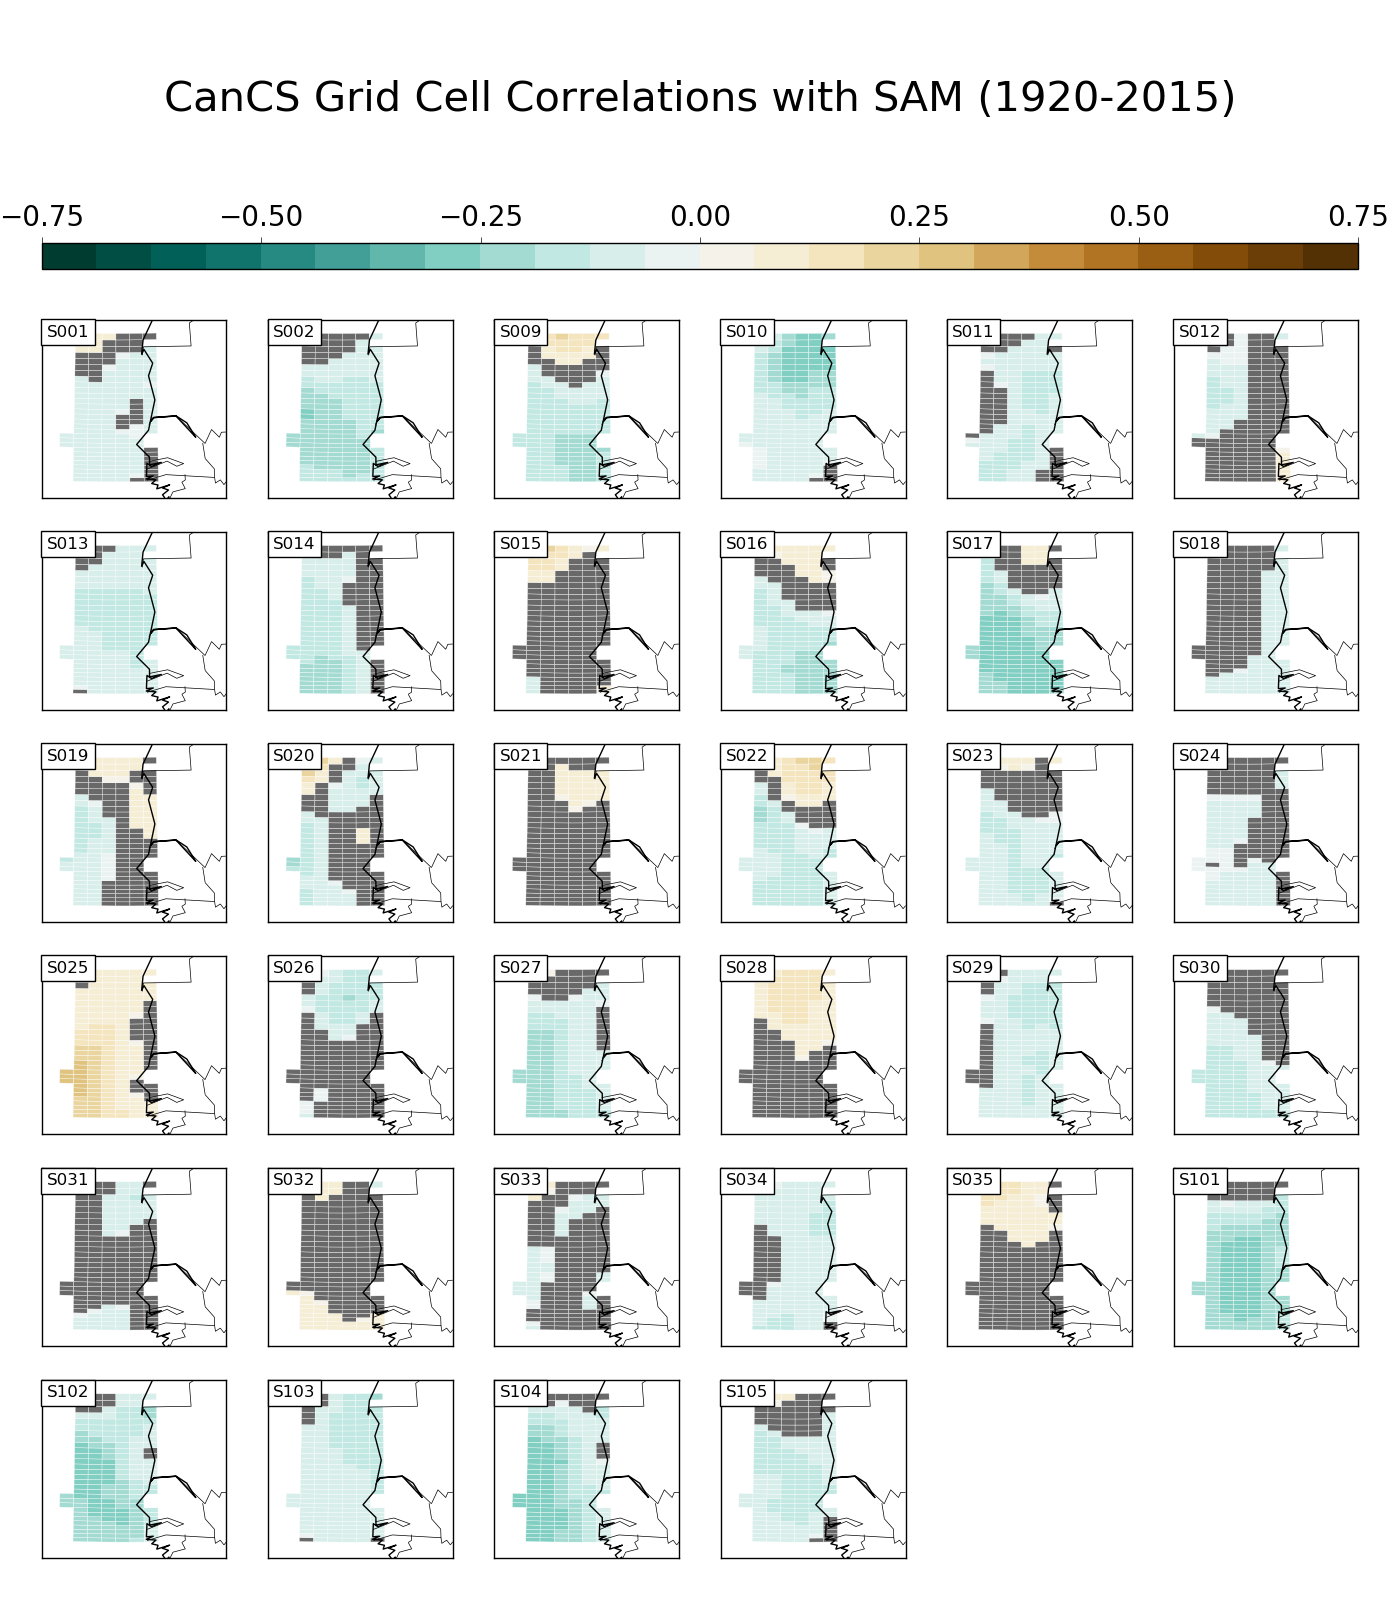 CanCS Grid Cell Correlations with SAM (1920-2015)
−0.75 −0.50 −0.25 0.00 0.25 0.50 0.75
S001 S002 S009 S010 S011 S012
S013 S014 S015 S016 S017 S018
S019 S020 S021 S022 S023 S024
S025 S026 S027 S028 S029 S030
S031 S032 S033 S034 S035 S101
S102 S103 S104 S105